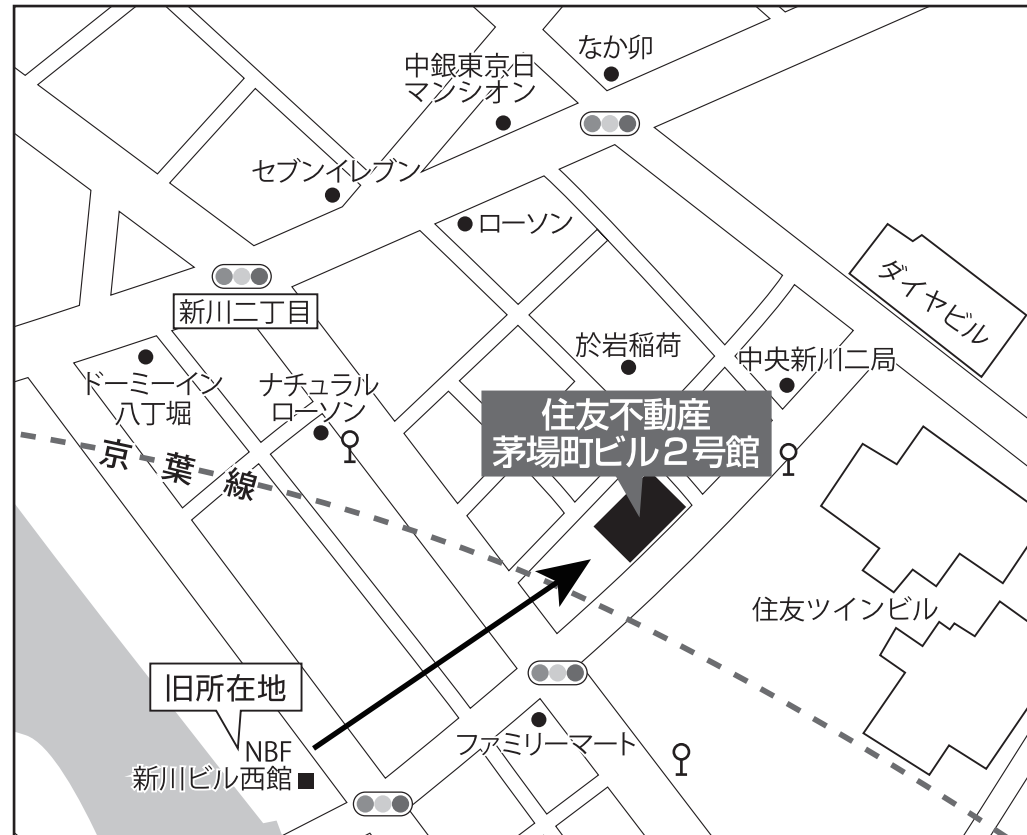 なか卯
中銀東京日
マンシオン
セブンイレブン
ローソン
新川二丁目
ダイヤビル
於岩稲荷
中央新川二局
ドーミーイン
八丁堀
ナチュラル
ローソン
住友不動産
茅場町ビル２号館
京葉線
住友ツインビル
旧所在地
NBF
新川ビル西館
ファミリーマート